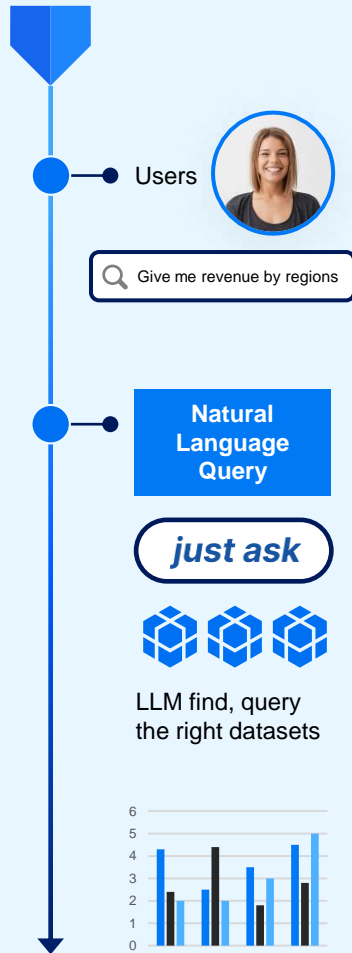 Users
Give me revenue by regions
Natural
Language
Query
just ask
LLM find, query
the right datasets
6
5
4
3
2
1
0